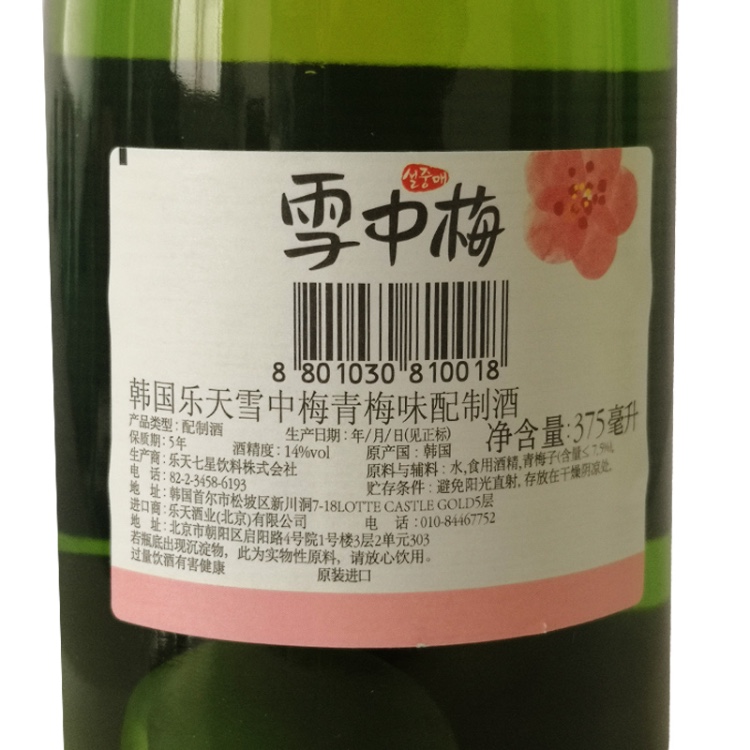 설중매
雪中梅
8 801030 810018
韩国乐天雪中梅青梅味配制酒
产品类型：配制酒 生产日期：年/月/日(见正标) 净含量：375毫升
保质期：5年 酒精度：14%vol 原产国：韩国
生产商：乐天七星饮料株式会社 原料与辅料：水,食用酒精,青梅子(含量≤7.5%),
电 话：82-2-3458-6193 贮存条件：避免阳光直射, 存放在干燥阴凉处.
地 址：韩国首尔市松坡区新川洞7-18LOTTE CASTLE GOLD5层
进口商：乐天酒业(北京)有限公司 电 话：010-84467752
地 址：北京市朝阳区启阳路4号院1号楼3层2单元303
若瓶底出现沉淀物，此为实物性原料，请放心饮用。
过量饮酒有害健康 原装进口